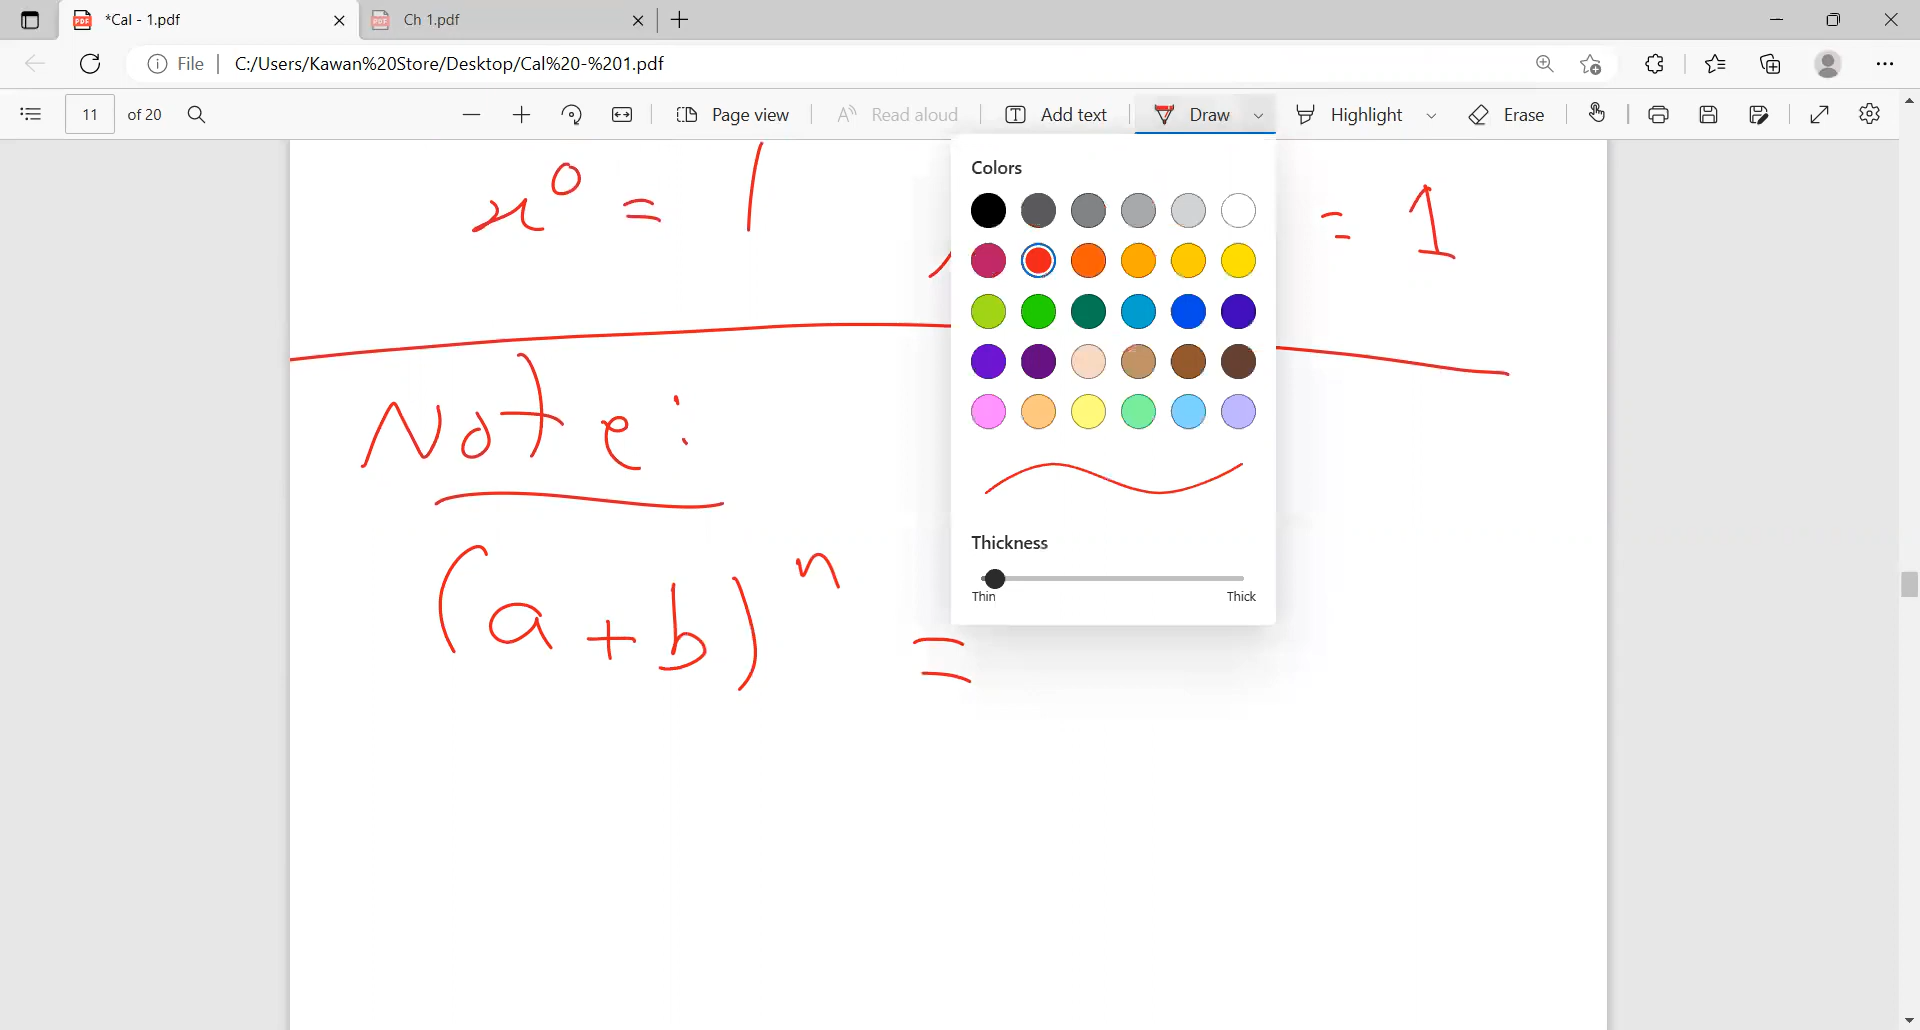 *Cal - 1.pdf
Ch 1.pdf
File
C:/Users/Kawan%20Store/Desktop/Cal%20-%201.pdf
11 of 20
Page view
Read aloud
Add text
Draw
Highlight
Erase
x⁰ = 1
= 1
Colors
Note:
Thickness
Thin
Thick
(a + b)ⁿ =